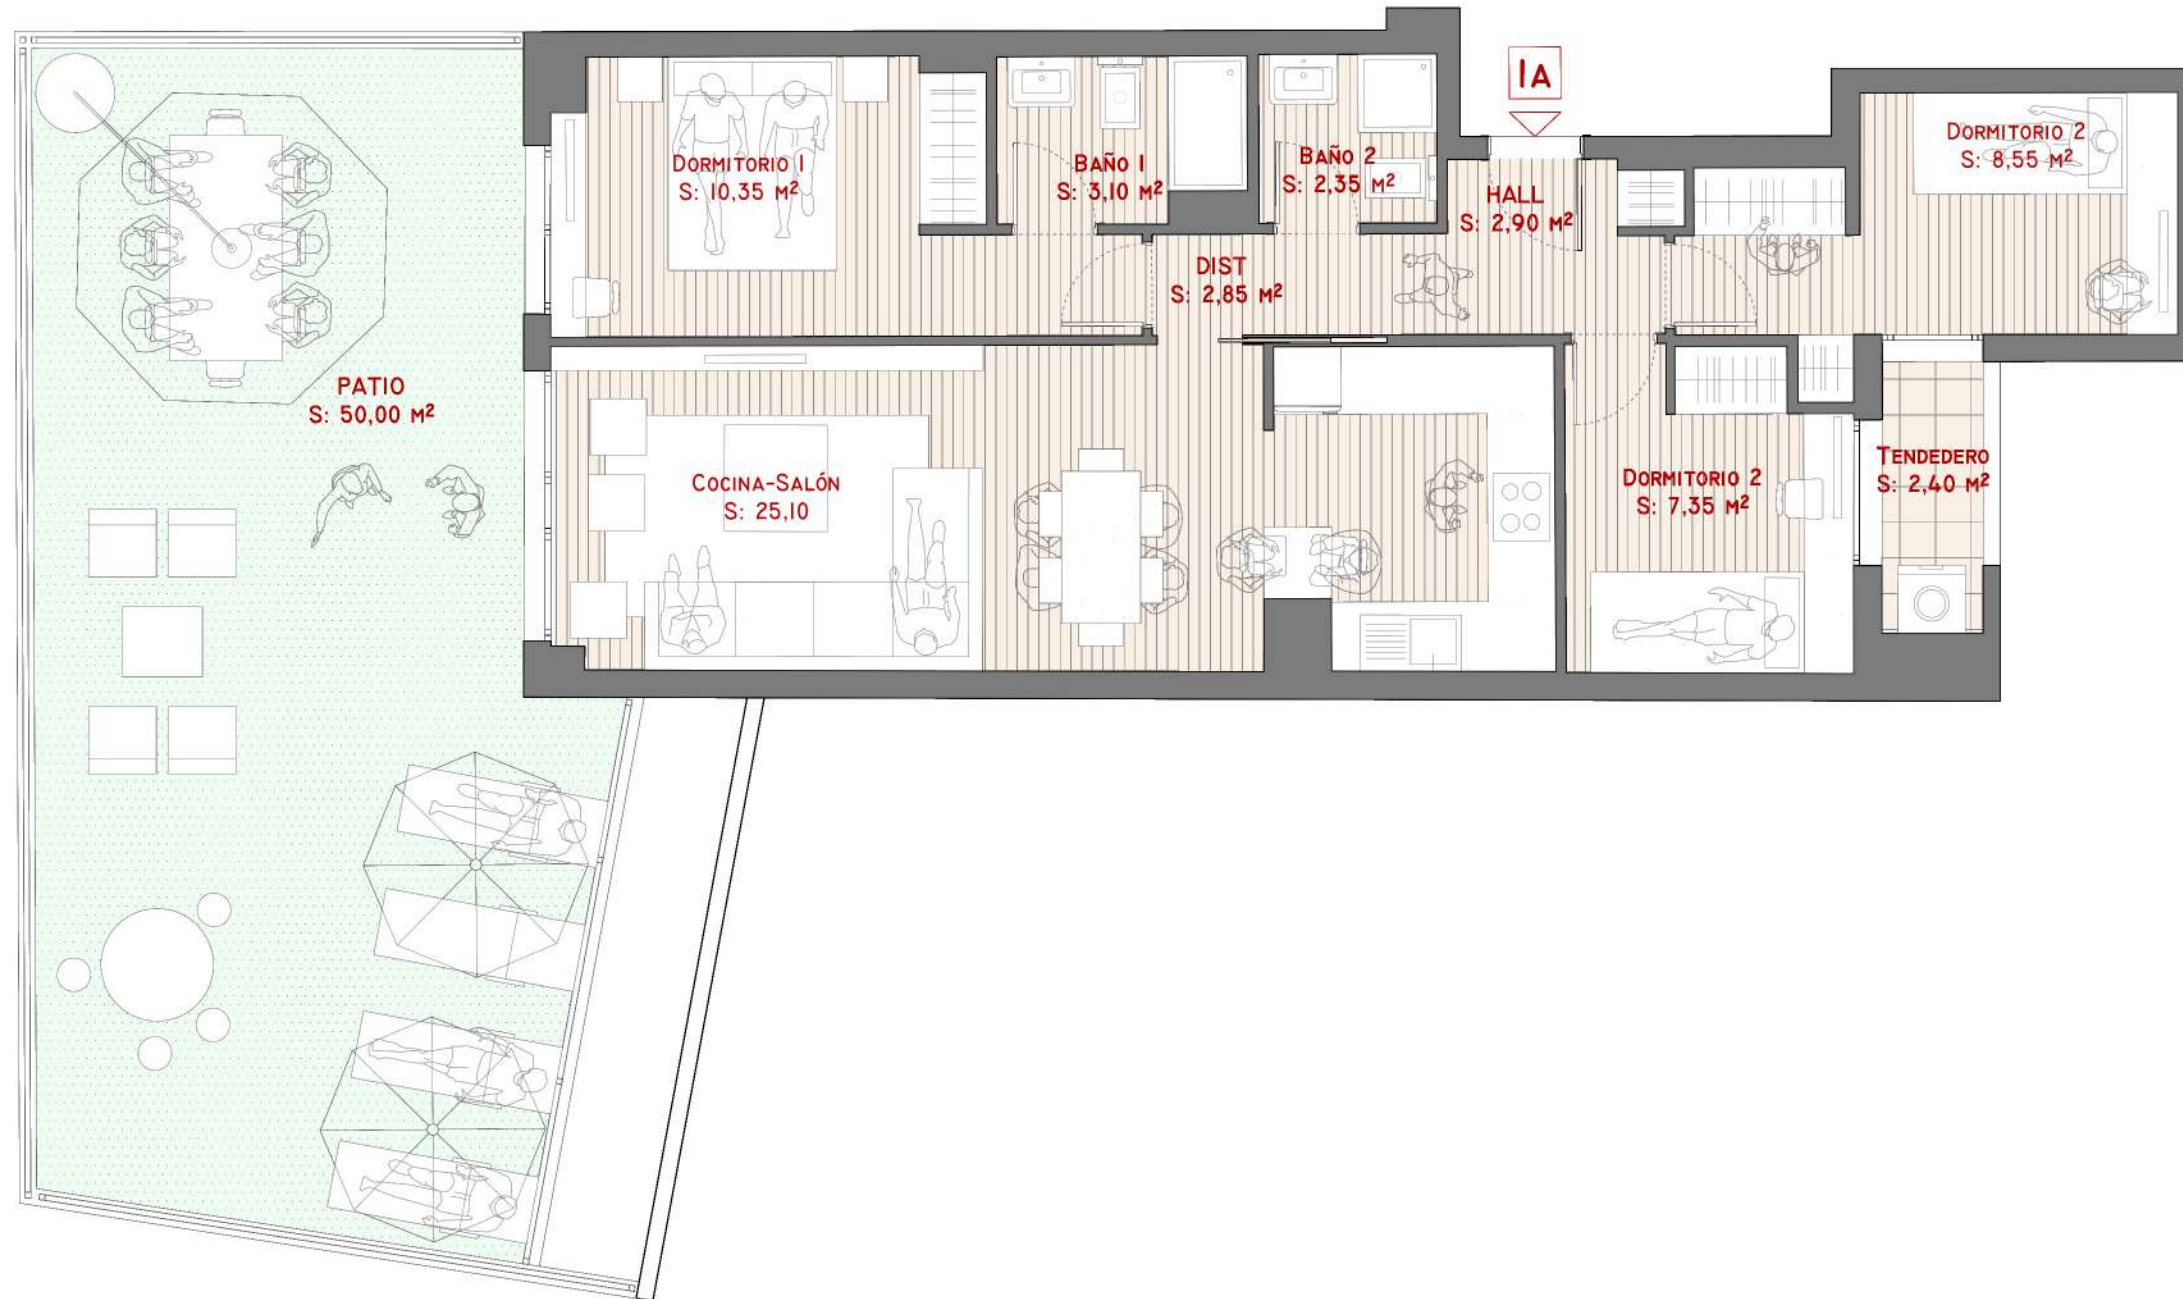 1A
DORMITORIO 2
S: 8,55 M²
DORMITORIO 1
S: 10,35 M²
BAÑO 1
S: 3,10 M²
BAÑO 2
S: 2,35 M²
HALL
S: 2,90 M²
DIST
S: 2,85 M²
PATIO
S: 50,00 M²
COCINA-SALÓN
S: 25,10
DORMITORIO 2
S: 7,35 M²
TENDEDERO
S: 2,40 M²